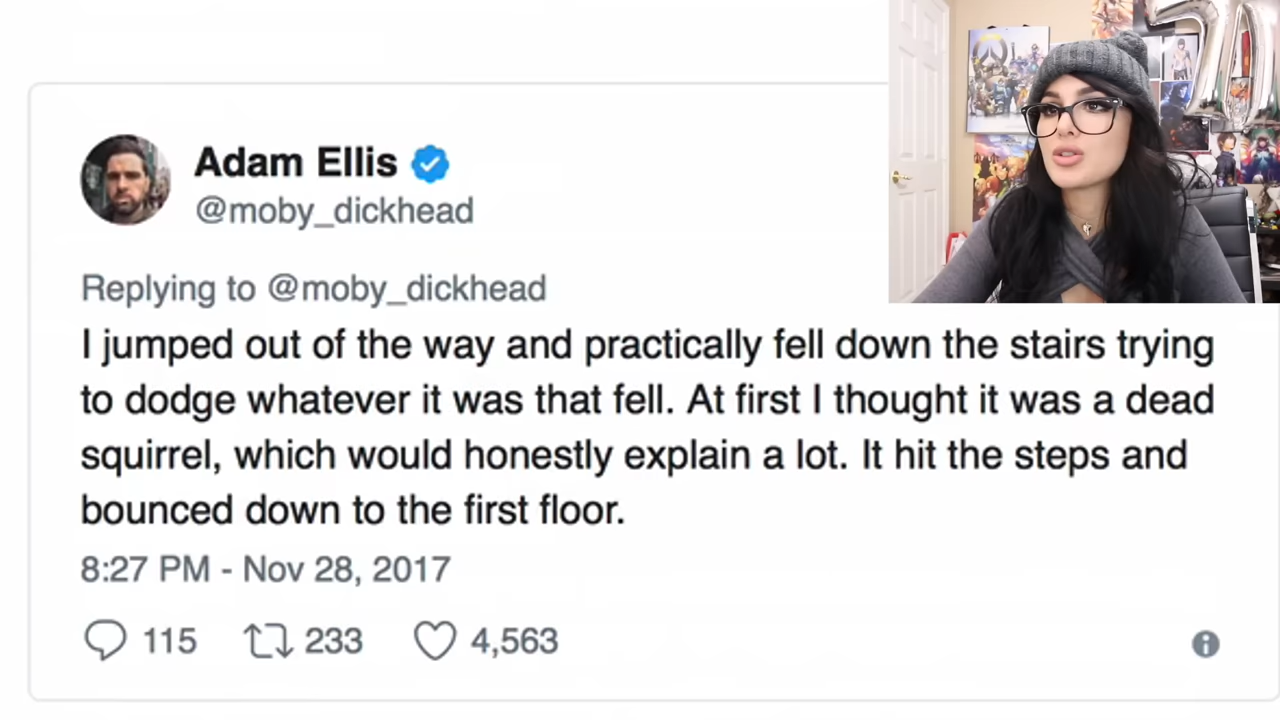 Adam Ellis
@moby_dickhead
Replying to @moby_dickhead
I jumped out of the way and practically fell down the stairs trying
to dodge whatever it was that fell. At first I thought it was a dead
squirrel, which would honestly explain a lot. It hit the steps and
bounced down to the first floor.
8:27 PM - Nov 28, 2017
115 233 4,563